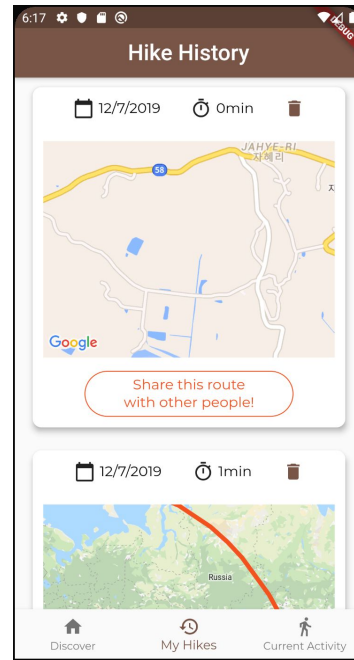 6:17
DEBUG
Hike History
12/7/2019 0min
JAHYE-RI
자혜리
58
Google
Share this route
with other people!
12/7/2019 1min
Russia
Discover My Hikes Current Activity